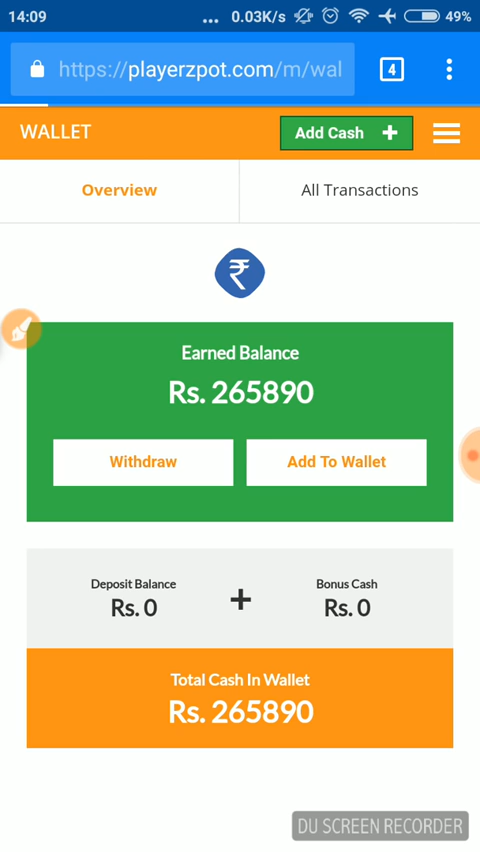 14:09 ... 0.03K/s 49%
https://playerzpot.com/m/wal 4
WALLET Add Cash +
Overview All Transactions
₹
Earned Balance
Rs. 265890
Withdraw Add To Wallet
Deposit Balance + Bonus Cash
Rs. 0 Rs. 0
Total Cash In Wallet
Rs. 265890
DU SCREEN RECORDER